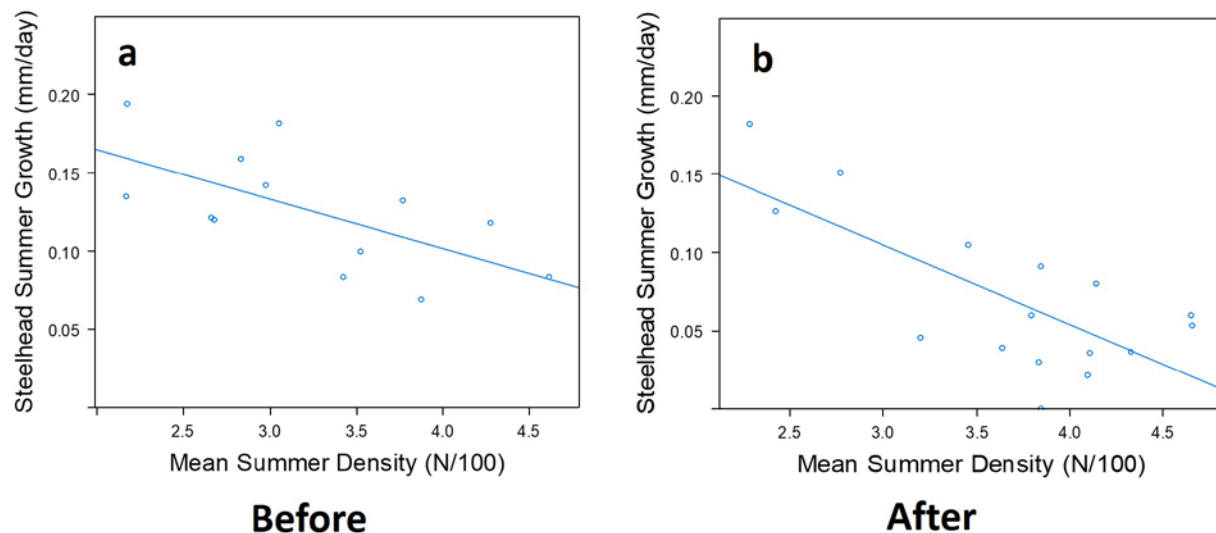 a
Steelhead Summer Growth (mm/day)
0.20
0.15
0.10
0.05
2.5 3.0 3.5 4.0 4.5
Mean Summer Density (N/100)
Before
b
Steelhead Summer Growth (mm/day)
0.20
0.15
0.10
0.05
2.5 3.0 3.5 4.0 4.5
Mean Summer Density (N/100)
After